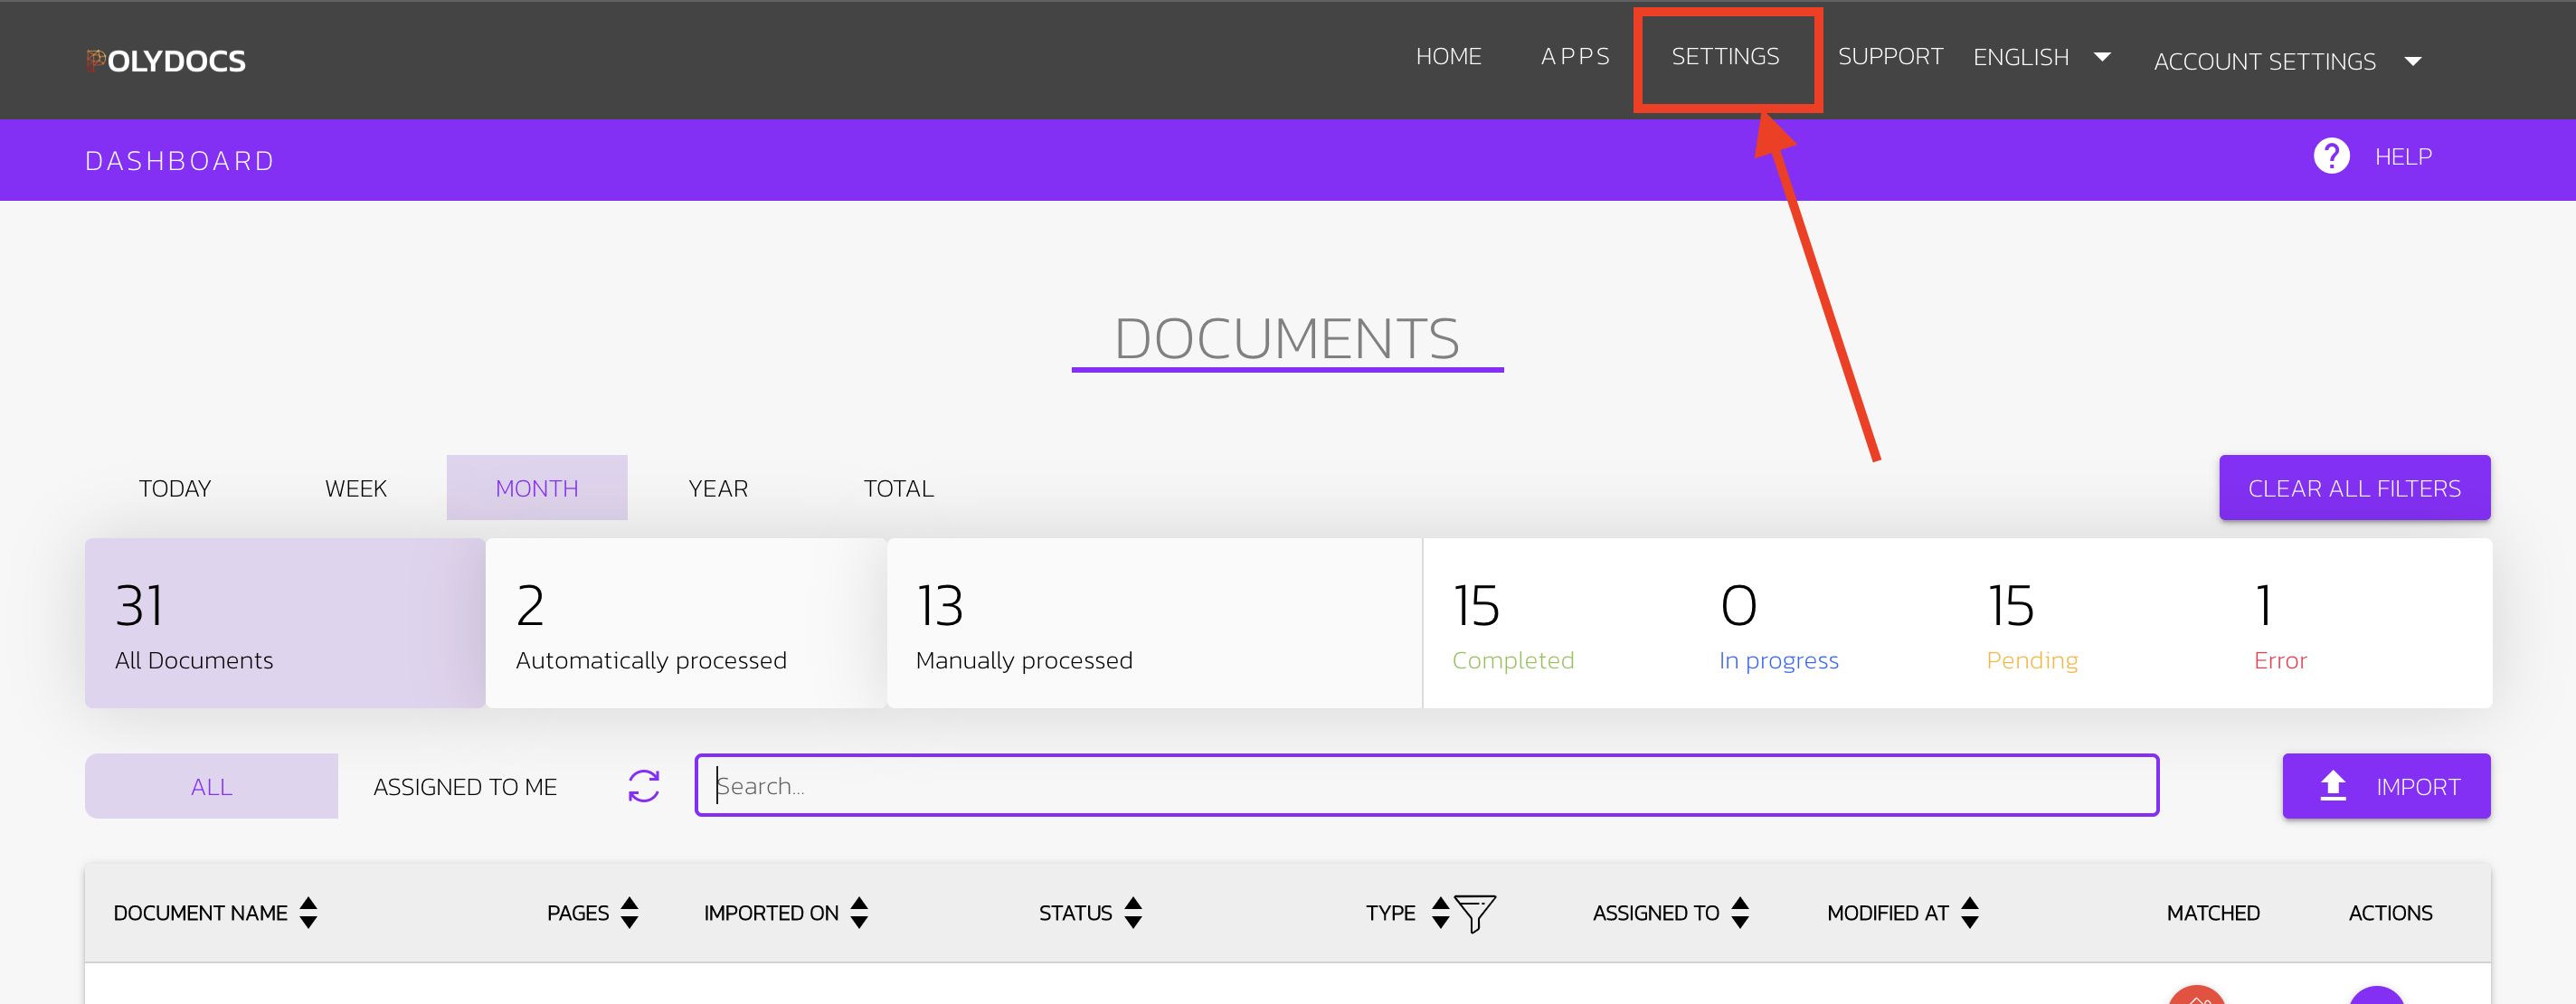 POLYDOCS
HOME APPS SETTINGS SUPPORT ENGLISH ACCOUNT SETTINGS
DASHBOARD
? HELP
DOCUMENTS
TODAY WEEK MONTH YEAR TOTAL
CLEAR ALL FILTERS
31 2 13 15 0 15 1
All Documents Automatically processed Manually processed Completed In progress Pending Error
ALL ASSIGNED TO ME Search... IMPORT
DOCUMENT NAME PAGES IMPORTED ON STATUS TYPE ASSIGNED TO MODIFIED AT MATCHED ACTIONS